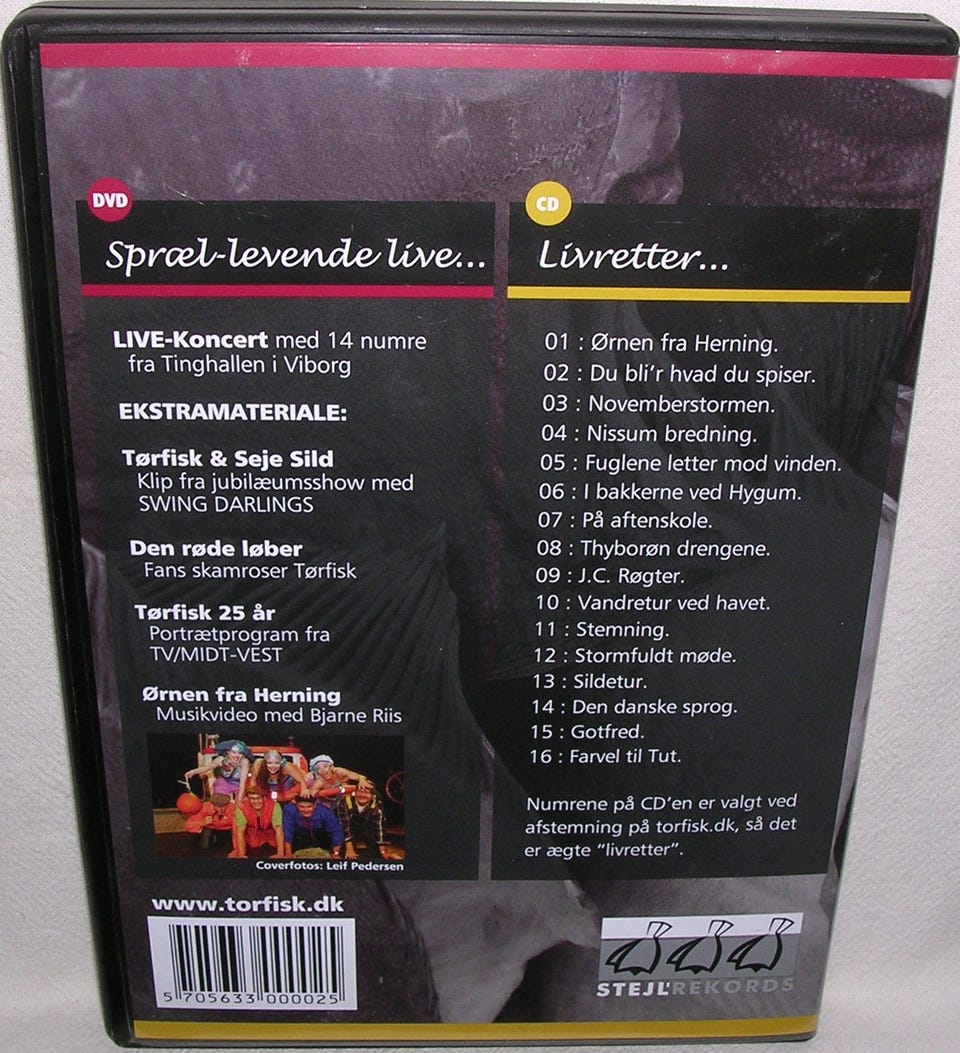 DVD
Spræl-levende live...
LIVE-Koncert med 14 numre
fra Tinghallen i Viborg
EKSTRAMATERIALE:
Tørfisk & Seje Sild
Klip fra jubilæumsshow med
SWING DARLINGS
Den røde løber
Fans skamroser Tørfisk
Tørfisk 25 år
Portrætprogram fra
TV/MIDT-VEST
Ørnen fra Herning
Musikvideo med Bjarne Riis
Coverfotos: Leif Pedersen
www.torfisk.dk
5 705633 000025
CD
Livretter...
01 : Ørnen fra Herning.
02 : Du bli'r hvad du spiser.
03 : Novemberstormen.
04 : Nissum bredning.
05 : Fuglene letter mod vinden.
06 : I bakkerne ved Hygum.
07 : På aftenskole.
08 : Thyborøn drengene.
09 : J.C. Røgter.
10 : Vandretur ved havet.
11 : Stemning.
12 : Stormfuldt møde.
13 : Sildetur.
14 : Den danske sprog.
15 : Gotfred.
16 : Farvel til Tut.
Numrene på CD'en er valgt ved
afstemning på torfisk.dk, så det
er ægte "livretter".
STEJL'REKORDS